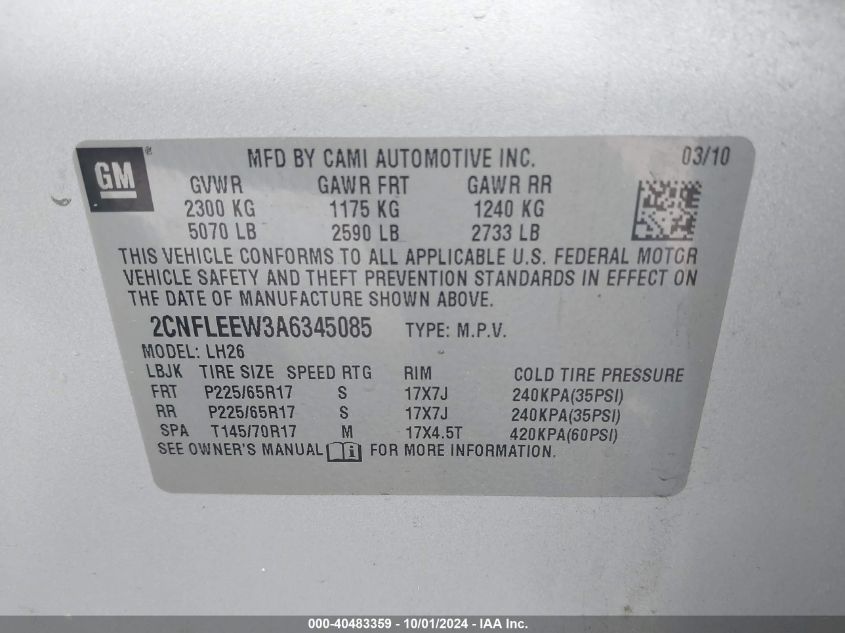 GM® MFD BY CAMI AUTOMOTIVE INC. 03/10
GVWR GAWR FRT GAWR RR
2300 KG 1175 KG 1240 KG
5070 LB 2590 LB 2733 LB
THIS VEHICLE CONFORMS TO ALL APPLICABLE U.S. FEDERAL MOTOR
VEHICLE SAFETY AND THEFT PREVENTION STANDARDS IN EFFECT ON
THE DATE OF MANUFACTURE SHOWN ABOVE.
2CNFLEEW3A6345085 TYPE: M.P.V.
MODEL: LH26
LBJK TIRE SIZE SPEED RTG RIM COLD TIRE PRESSURE
FRT P225/65R17 S 17X7J 240KPA(35PSI)
RR P225/65R17 S 17X7J 240KPA(35PSI)
SPA T145/70R17 M 17X4.5T 420KPA(60PSI)
SEE OWNER'S MANUAL i FOR MORE INFORMATION.
000-40483359 - 10/01/2024 - IAA Inc.